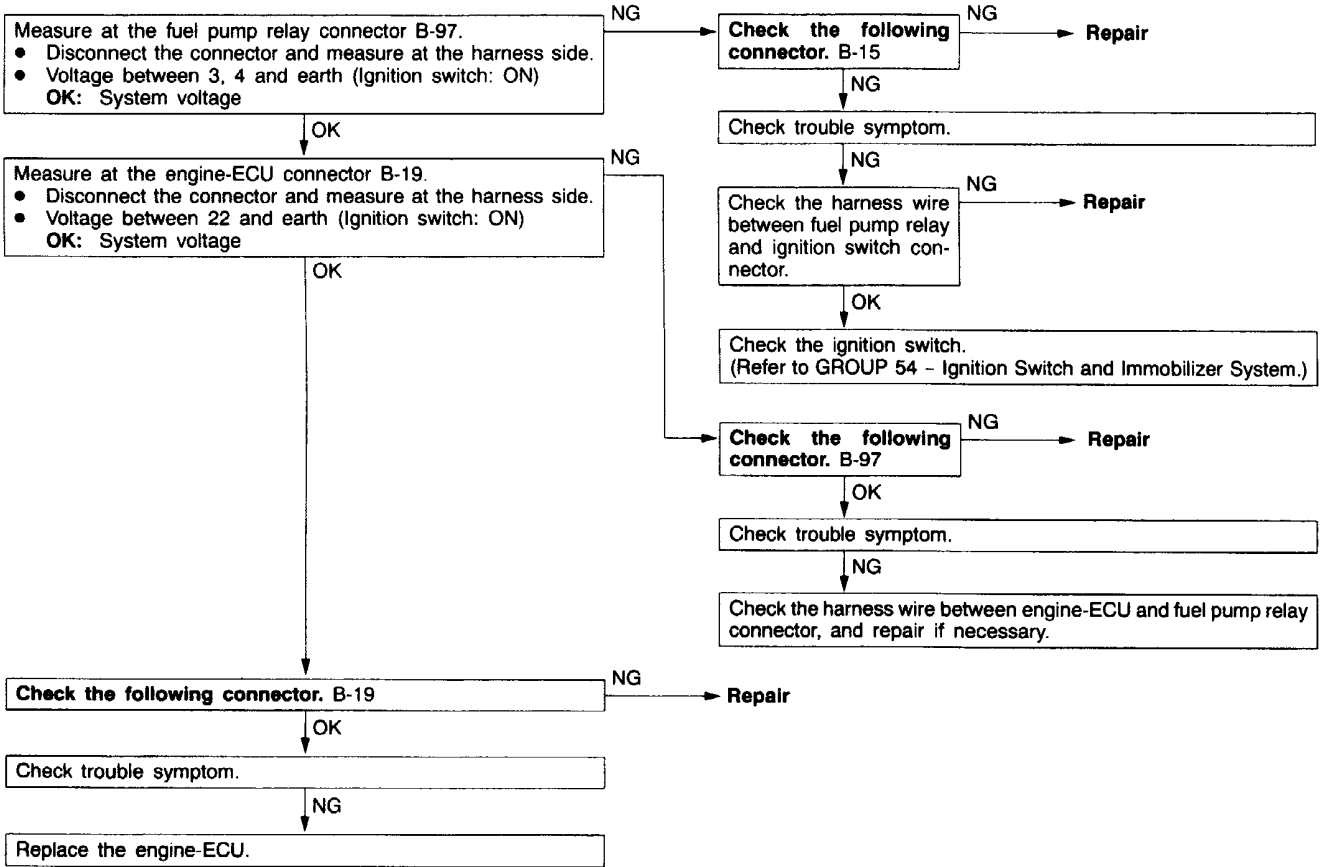 Measure at the fuel pump relay connector B-97.
● Disconnect the connector and measure at the harness side.
● Voltage between 3, 4 and earth (Ignition switch: ON)
OK: System voltage
NG
Check the following
connector. B-15
NG
Repair
NG
Check trouble symptom.
NG
Check the harness wire
between fuel pump relay
and ignition switch con-
nector.
NG
Repair
OK
Check the ignition switch.
(Refer to GROUP 54 – Ignition Switch and Immobilizer System.)
OK
Measure at the engine-ECU connector B-19.
● Disconnect the connector and measure at the harness side.
● Voltage between 22 and earth (Ignition switch: ON)
OK: System voltage
NG
Check the following
connector. B-97
NG
Repair
OK
Check trouble symptom.
NG
Check the harness wire between engine-ECU and fuel pump relay
connector, and repair if necessary.
OK
Check the following connector. B-19
NG
Repair
OK
Check trouble symptom.
NG
Replace the engine-ECU.